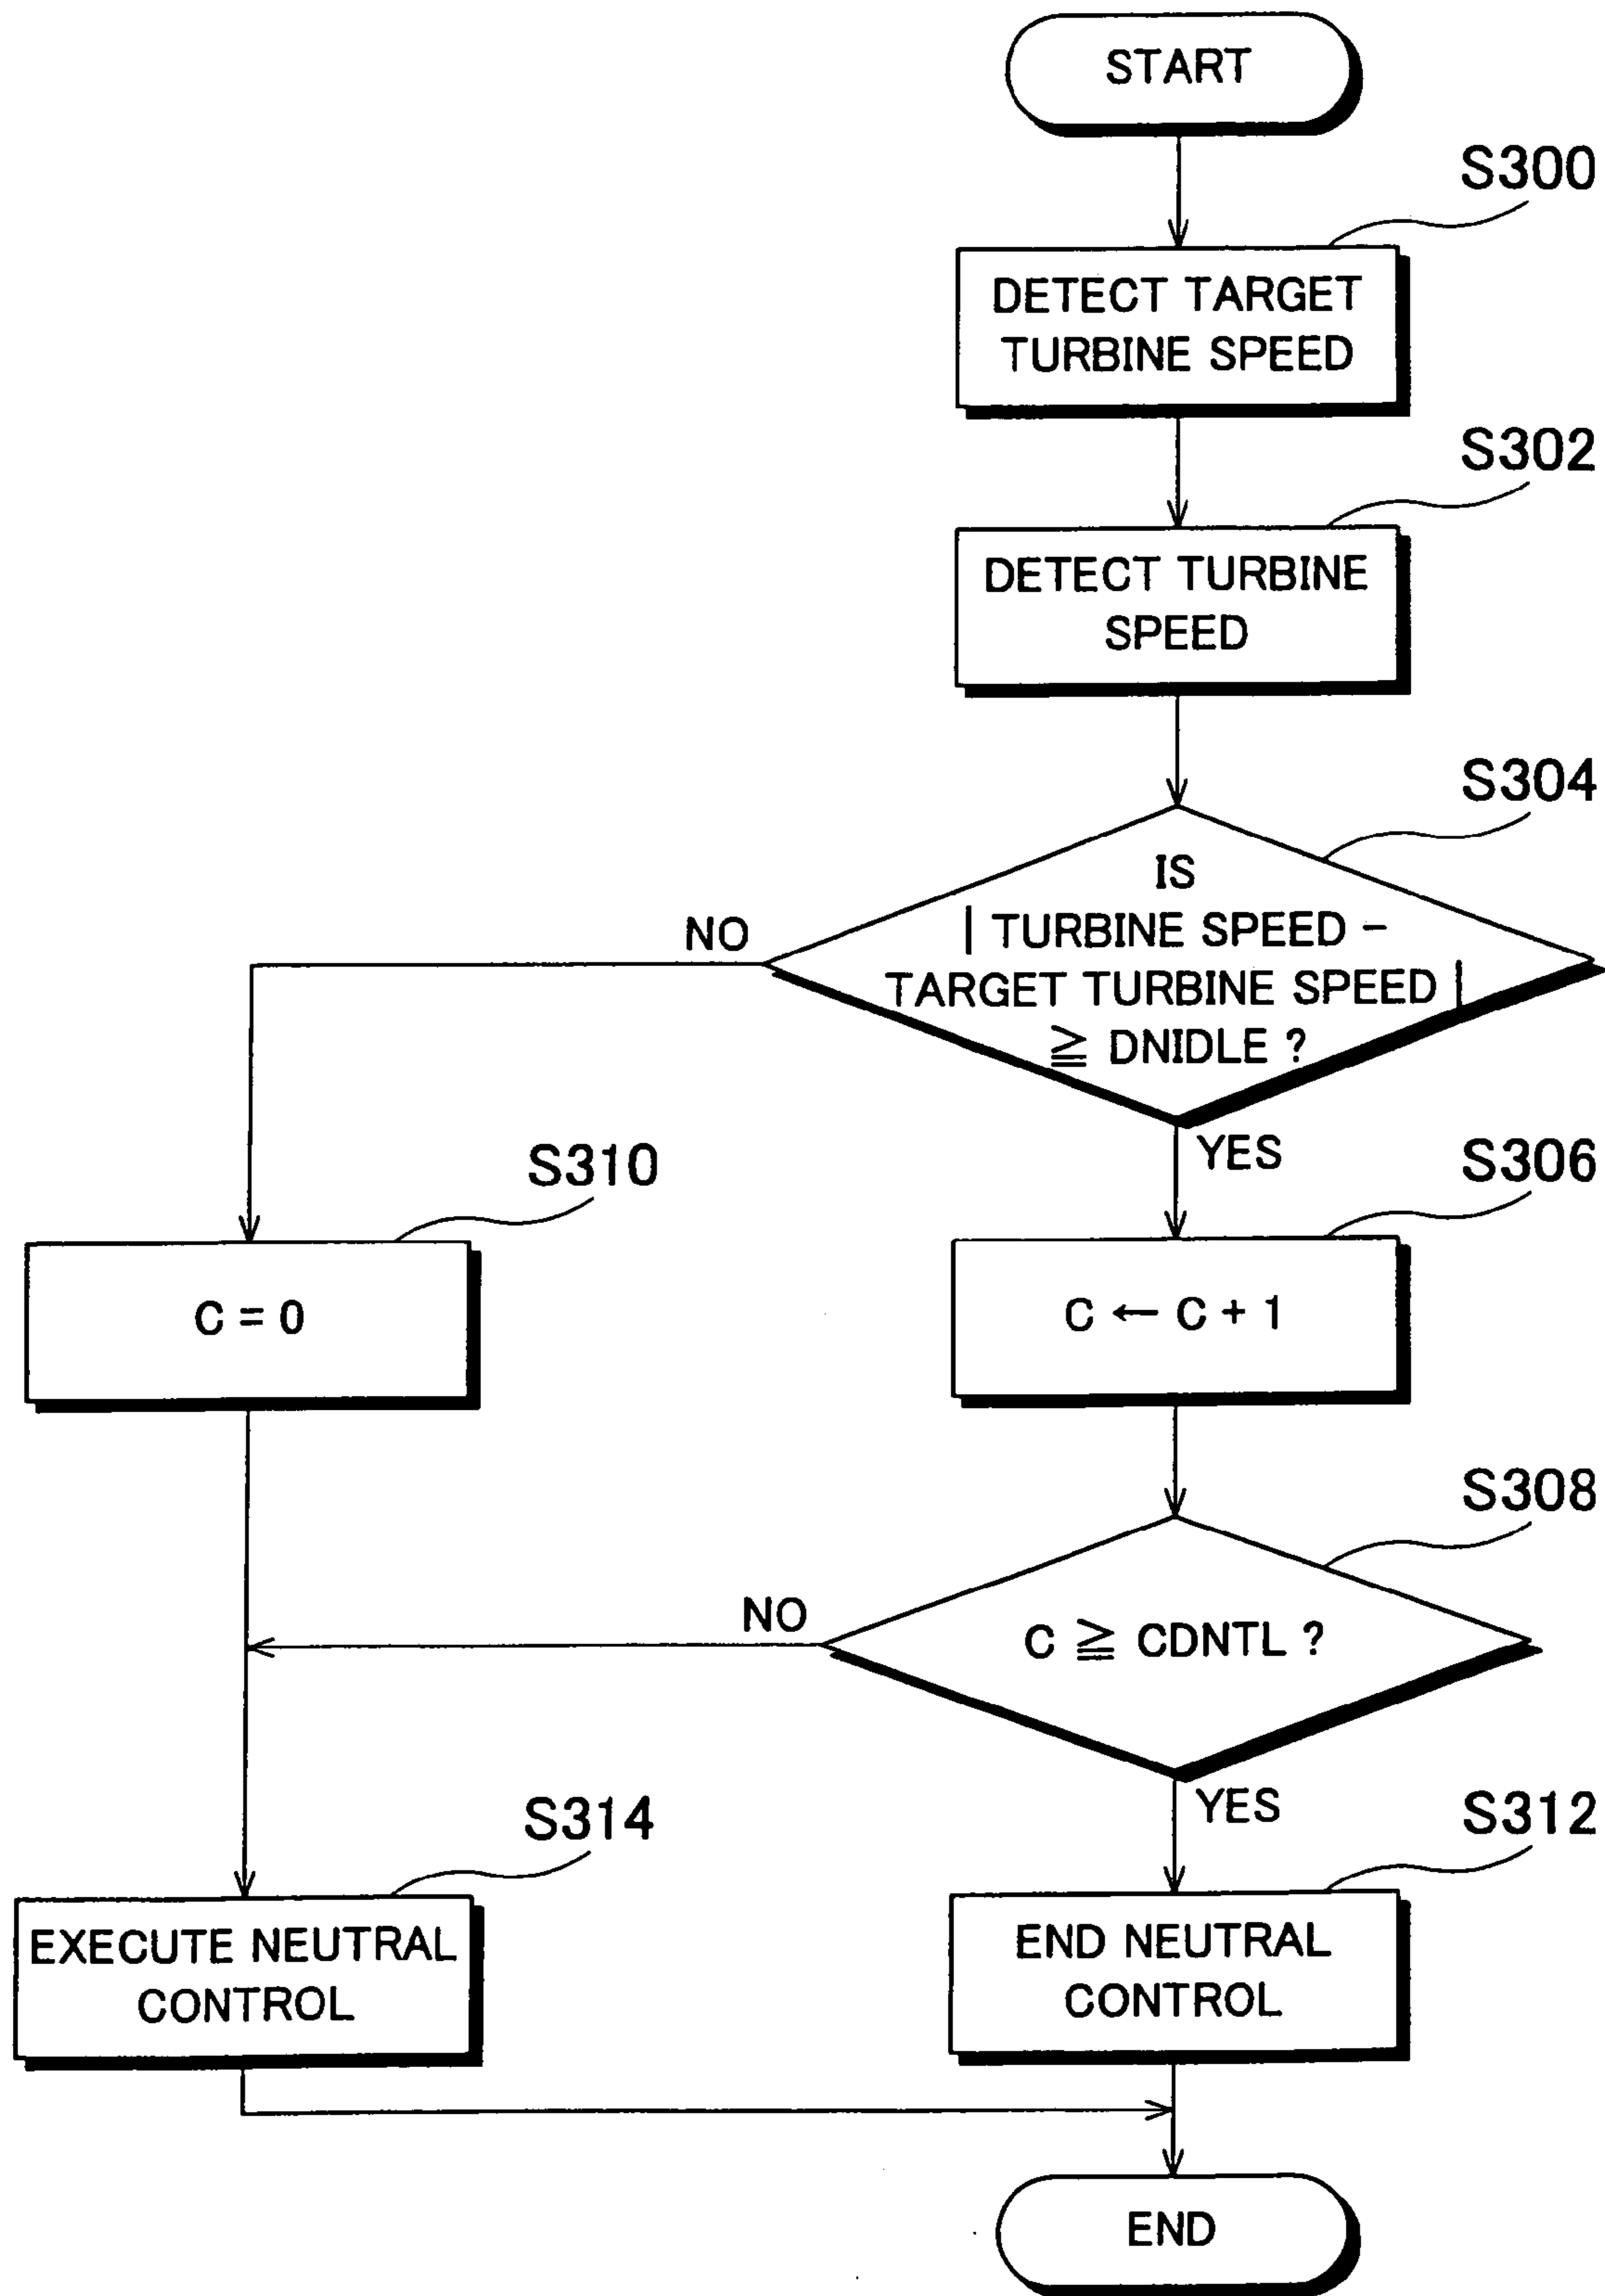 START
S300
DETECT TARGET
TURBINE SPEED
S302
DETECT TURBINE
SPEED
S304
IS
| TURBINE SPEED -
TARGET TURBINE SPEED |
≧ DNIDLE ?
NO
YES
S310
C = 0
S306
C ← C + 1
S308
C ≧ CDNTL ?
NO
YES
S314
EXECUTE NEUTRAL
CONTROL
S312
END NEUTRAL
CONTROL
END